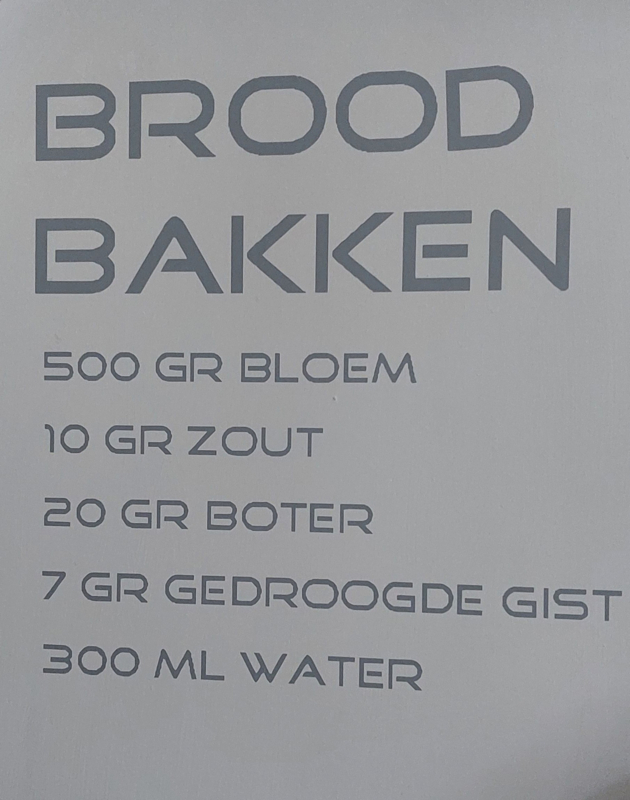 BROOD
BAKKEN
500 GR BLOEM
10 GR ZOUT
20 GR BOTER
7 GR GEDROOGDE GIST
300 ML WATER